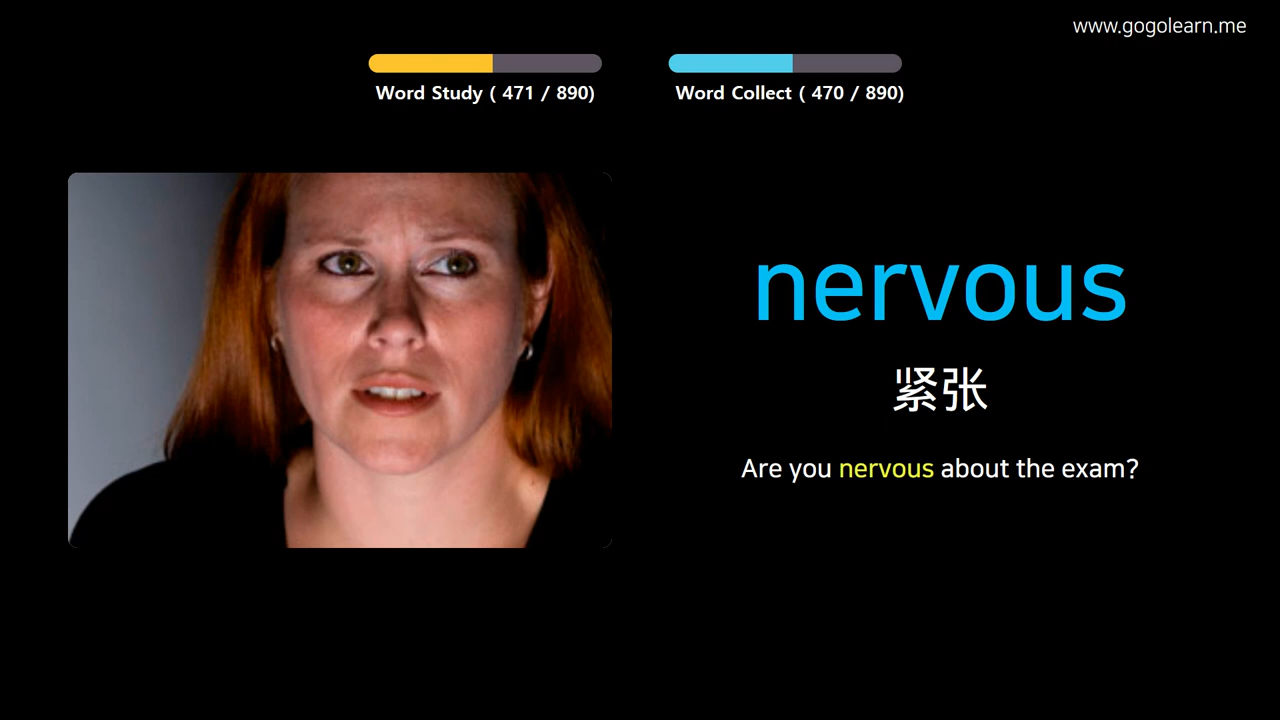 www.gogolearn.me
Word Study ( 471 / 890)
Word Collect ( 470 / 890)
nervous
紧张
Are you nervous about the exam?